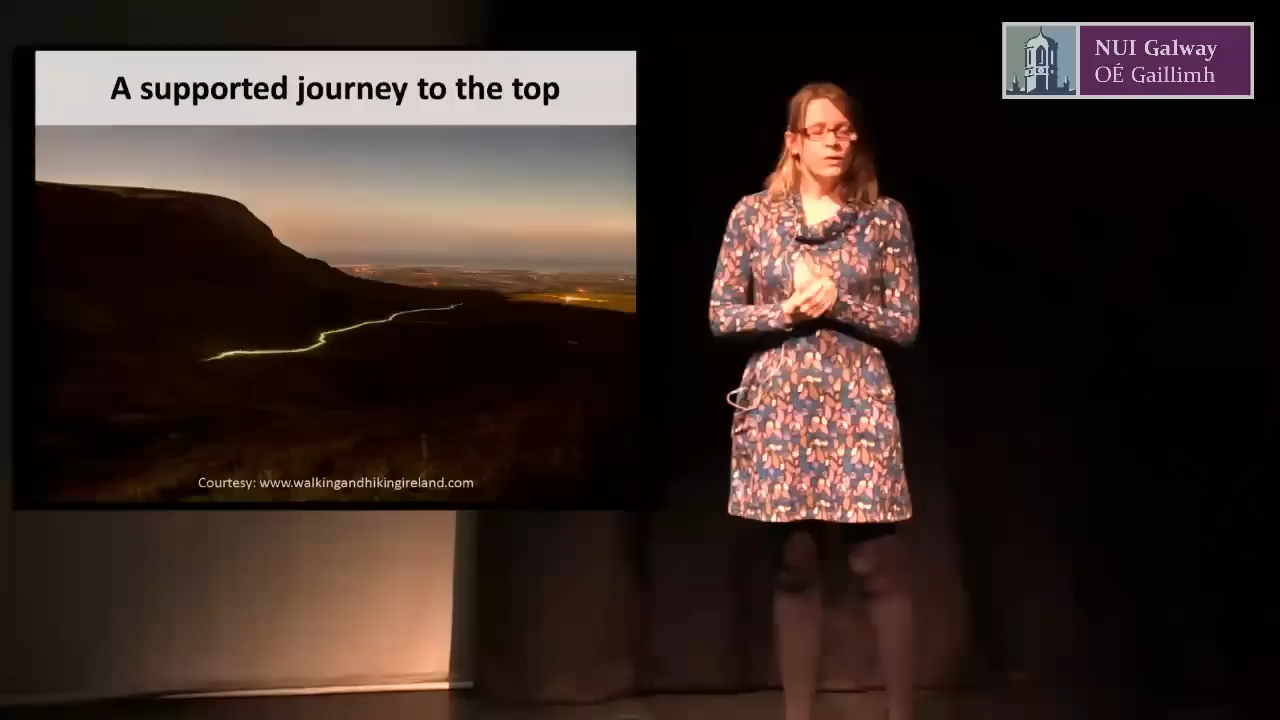 A supported journey to the top
Courtesy: www.walkingandhikingireland.com
NUI Galway
OÉ Gaillimh